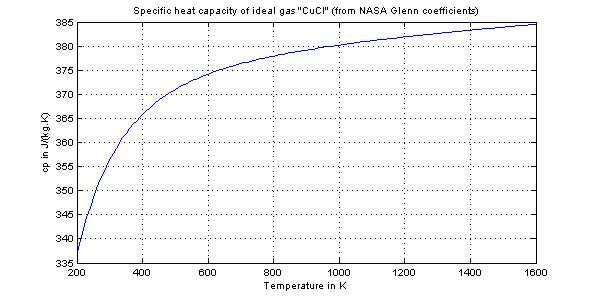 Specific heat capacity of ideal gas "CuCl" (from NASA Glenn coefficients)
385
380
375
370
365
360
355
350
345
340
335
cp in J/(kg.K)
200 400 600 800 1000 1200 1400 1600
Temperature in K